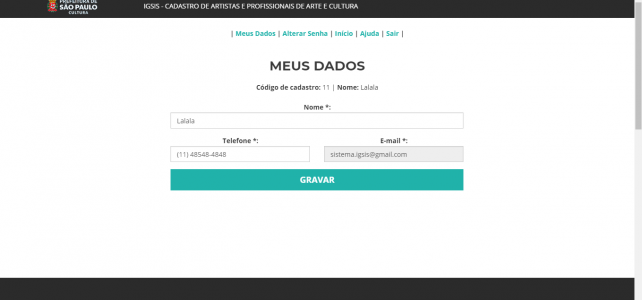 PREFEITURA DE
SÃO PAULO
CULTURA
IGSIS - CADASTRO DE ARTISTAS E PROFISSIONAIS DE ARTE E CULTURA
| Meus Dados | Alterar Senha | Início | Ajuda | Sair |
MEUS DADOS
Código de cadastro: 11 | Nome: Lalala
Nome *:
Lalala
Telefone *: E-mail *:
(11) 48548-4848 sistema.igsis@gmail.com
GRAVAR